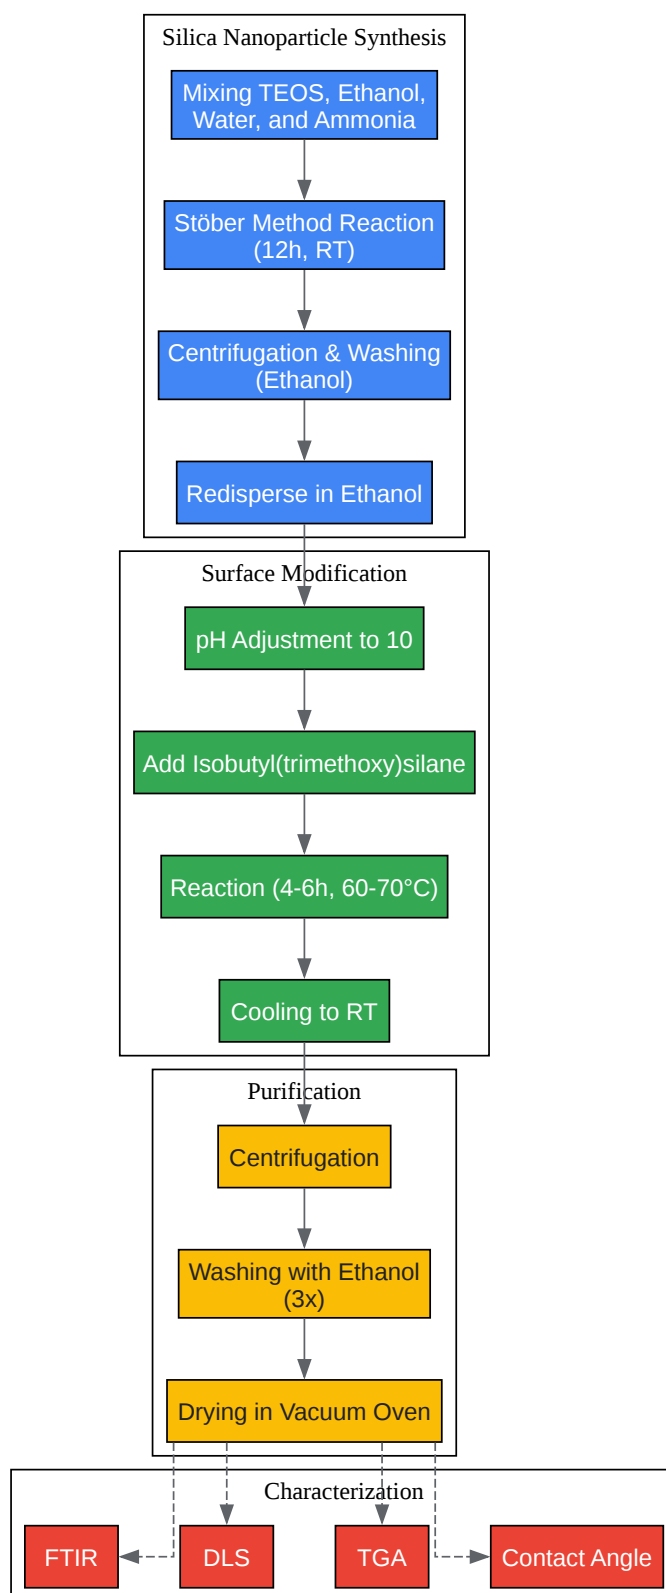 Silica Nanoparticle Synthesis
Mixing TEOS, Ethanol,
Water, and Ammonia
Stöber Method Reaction
(12h, RT)
Centrifugation & Washing
(Ethanol)
Redisperse in Ethanol
Surface Modification
pH Adjustment to 10
Add Isobutyl(trimethoxy)silane
Reaction (4-6h, 60-70°C)
Cooling to RT
Purification
Centrifugation
Washing with Ethanol
(3x)
Drying in Vacuum Oven
Characterization
FTIR
DLS
TGA
Contact Angle